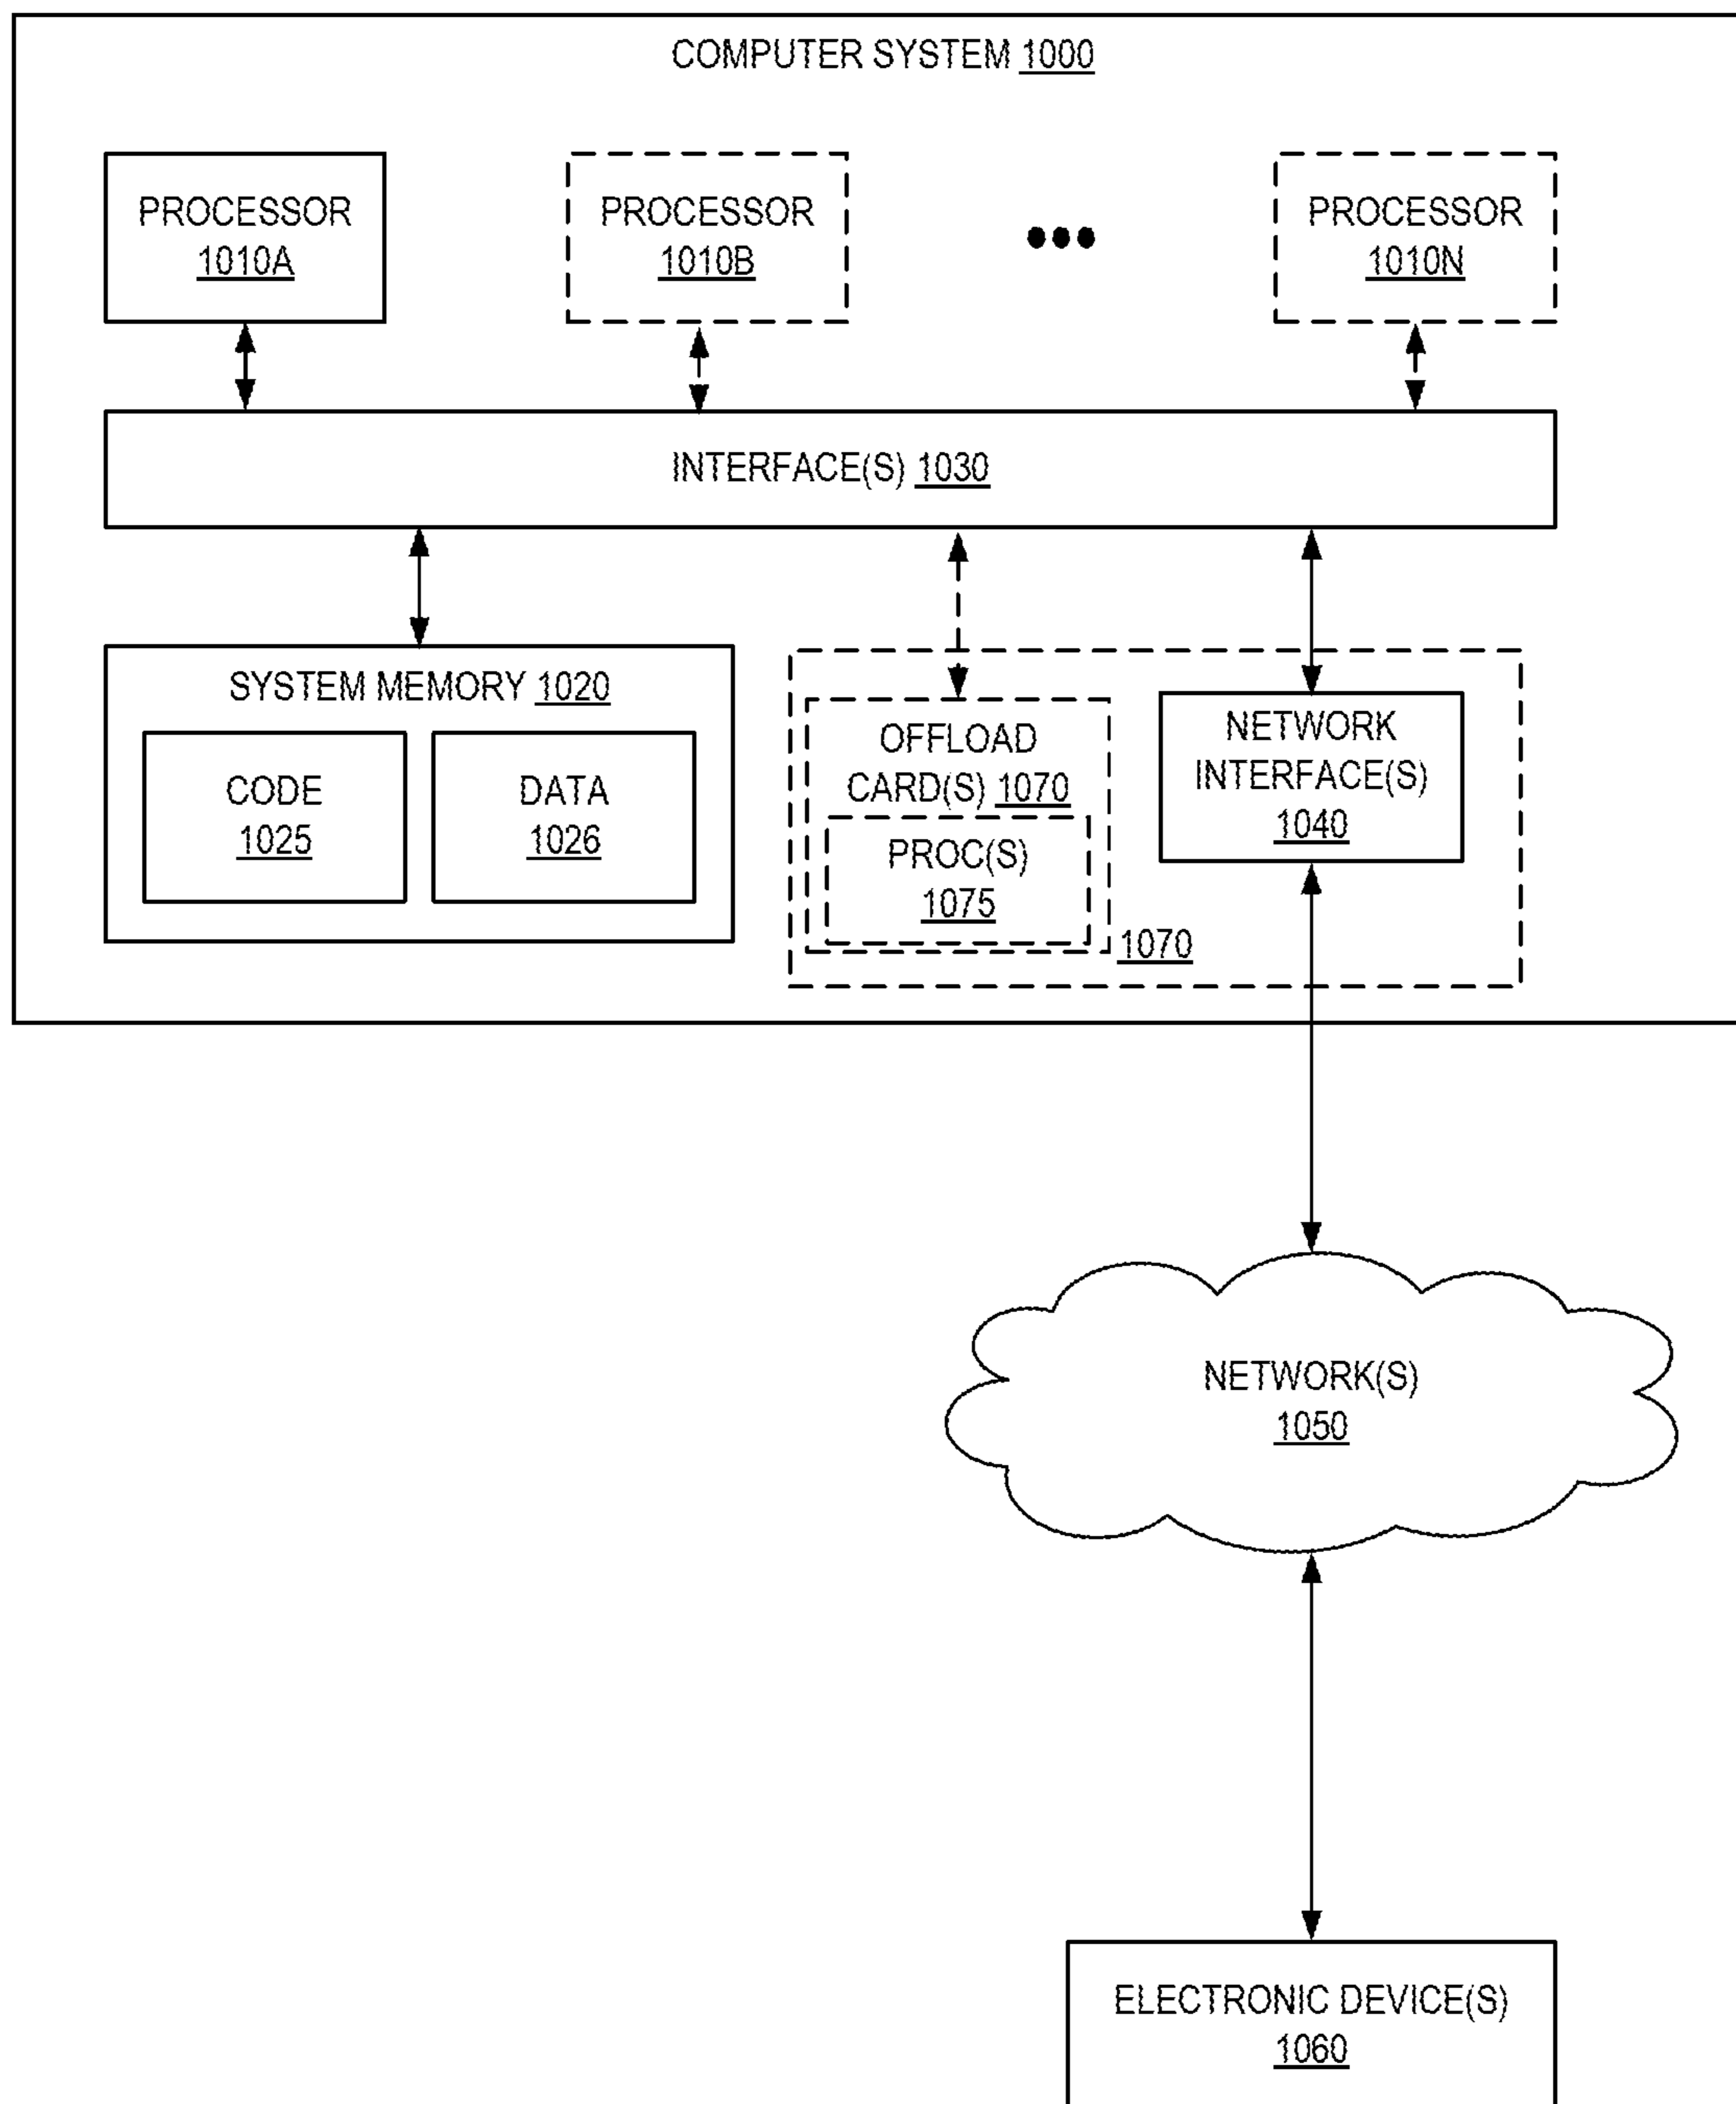 COMPUTER SYSTEM 1000
PROCESSOR
1010A
PROCESSOR
1010B
PROCESSOR
1010N
INTERFACE(S) 1030
SYSTEM MEMORY 1020
CODE
1025
DATA
1026
OFFLOAD
CARD(S) 1070
PROC(S)
1075
1070
NETWORK
INTERFACE(S)
1040
NETWORK(S)
1050
ELECTRONIC DEVICE(S)
1060